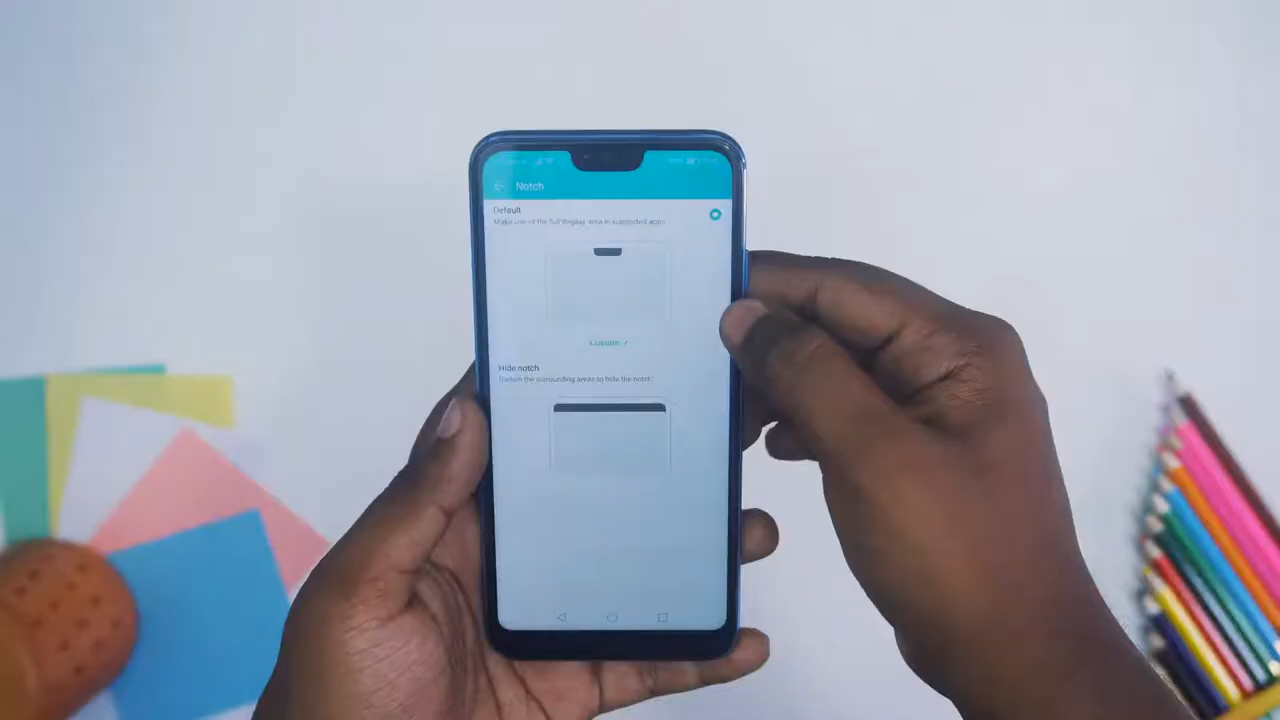 Notch
Default
Make use of the full display area in supported apps
Custom
Hide notch
Darken the surrounding areas to hide the notch